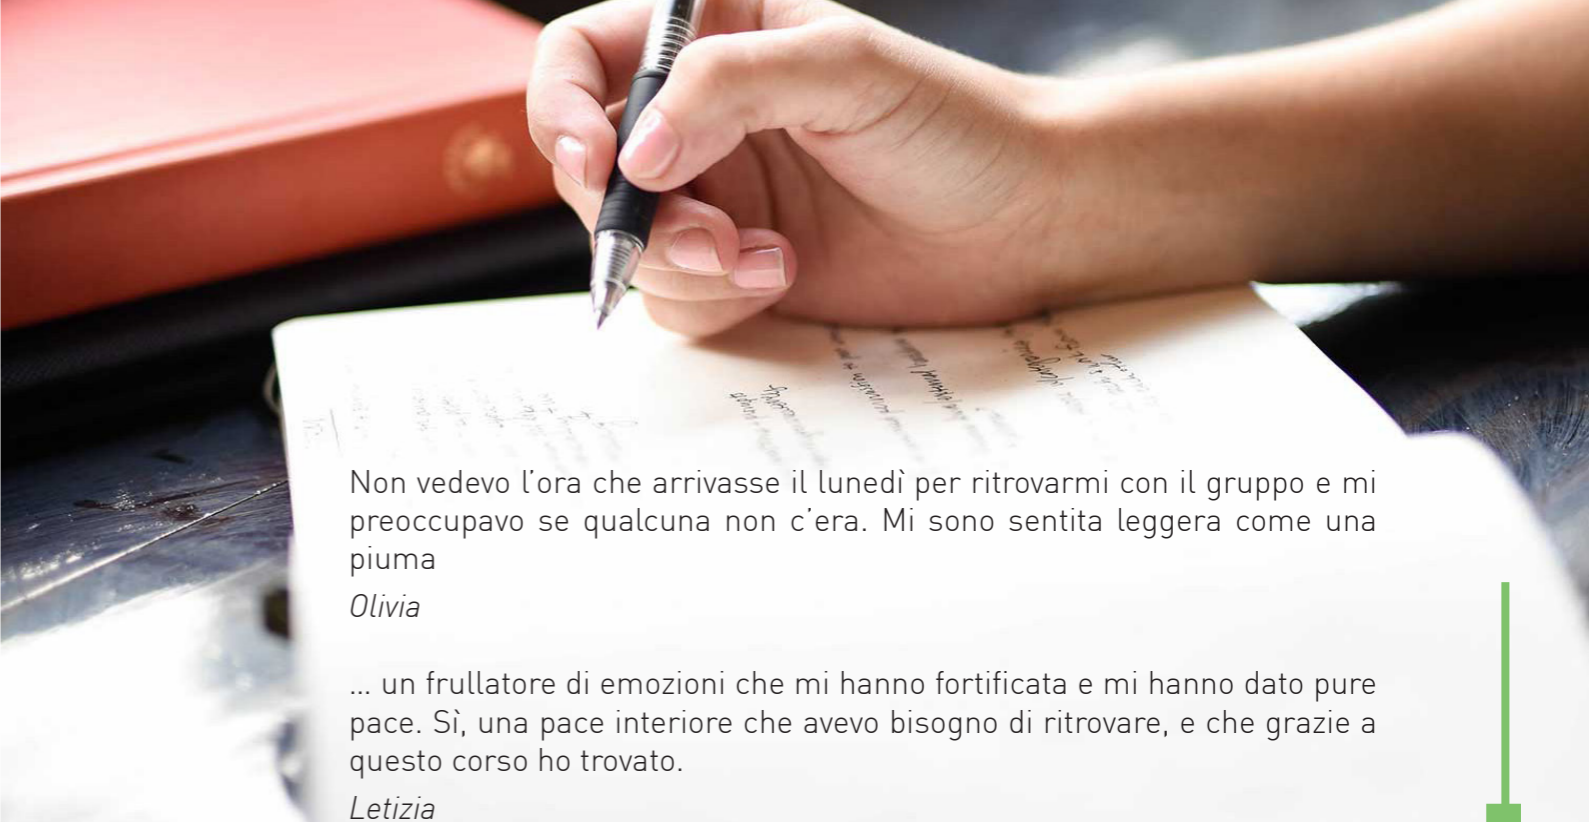 Non vedevo l'ora che arrivasse il lunedì per ritrovarmi con il gruppo e mi
preoccupavo se qualcuna non c'era. Mi sono sentita leggera come una
piuma
Olivia
... un frullatore di emozioni che mi hanno fortificata e mi hanno dato pure
pace. Sì, una pace interiore che avevo bisogno di ritrovare, e che grazie a
questo corso ho trovato.
Letizia